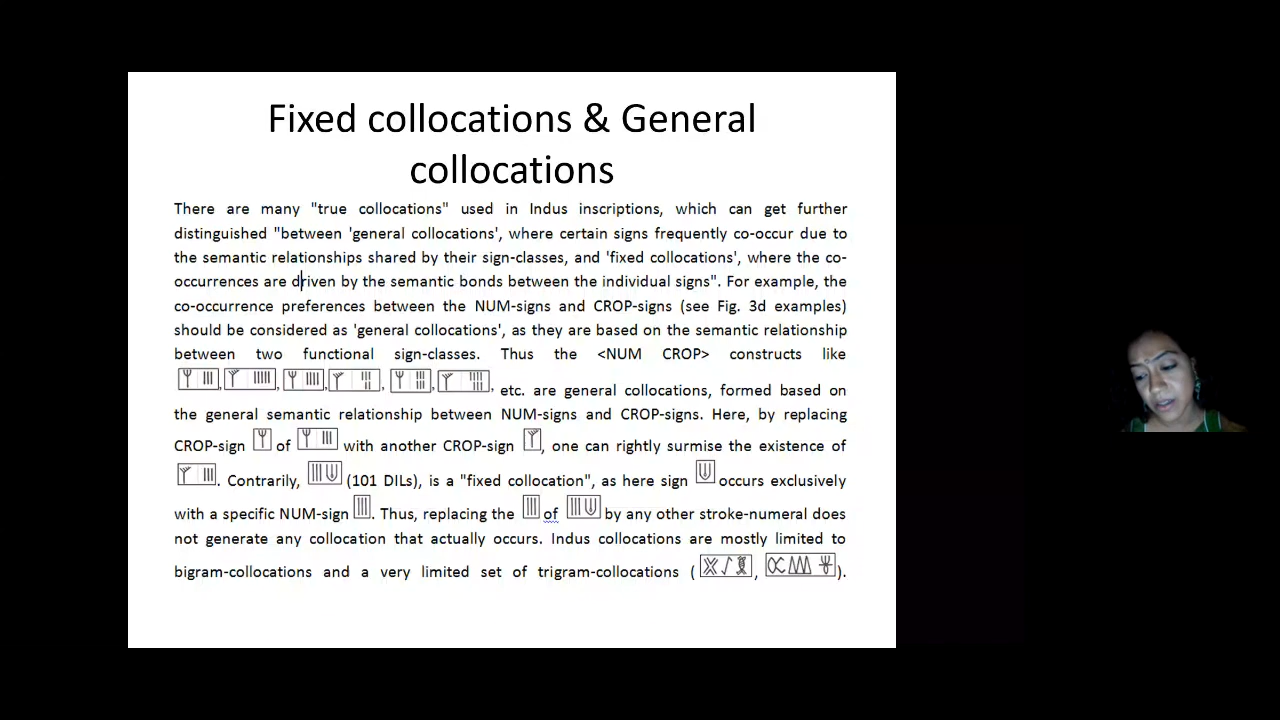 Fixed collocations & General
collocations
There are many "true collocations" used in Indus inscriptions, which can get further
distinguished "between 'general collocations', where certain signs frequently co-occur due to
the semantic relationships shared by their sign-classes, and 'fixed collocations', where the co-
occurrences are driven by the semantic bonds between the individual signs". For example, the
co-occurrence preferences between the NUM-signs and CROP-signs (see Fig. 3d examples)
should be considered as 'general collocations', as they are based on the semantic relationship
between two functional sign-classes. Thus the <NUM CROP> constructs like
, , , , , , etc. are general collocations, formed based on
the general semantic relationship between NUM-signs and CROP-signs. Here, by replacing
CROP-sign of with another CROP-sign , one can rightly surmise the existence of
. Contrarily, (101 DILs), is a "fixed collocation", as here sign occurs exclusively
with a specific NUM-sign . Thus, replacing the of by any other stroke-numeral does
not generate any collocation that actually occurs. Indus collocations are mostly limited to
bigram-collocations and a very limited set of trigram-collocations ( , ).